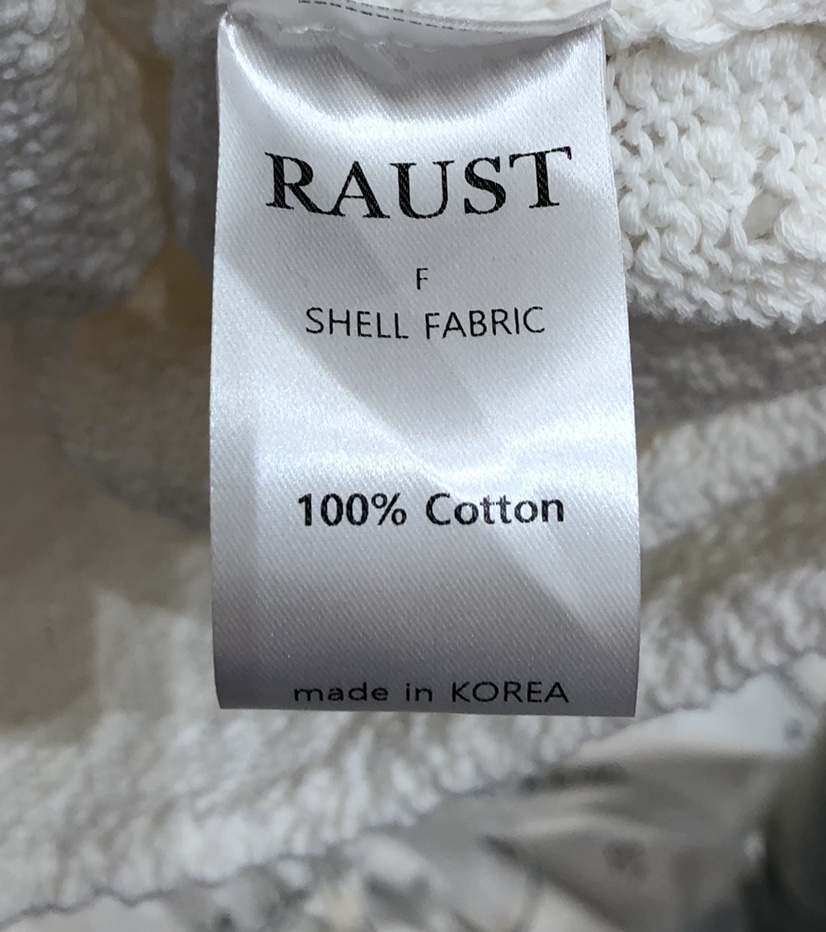 RAUST
F
SHELL FABRIC
100% Cotton
made in KOREA